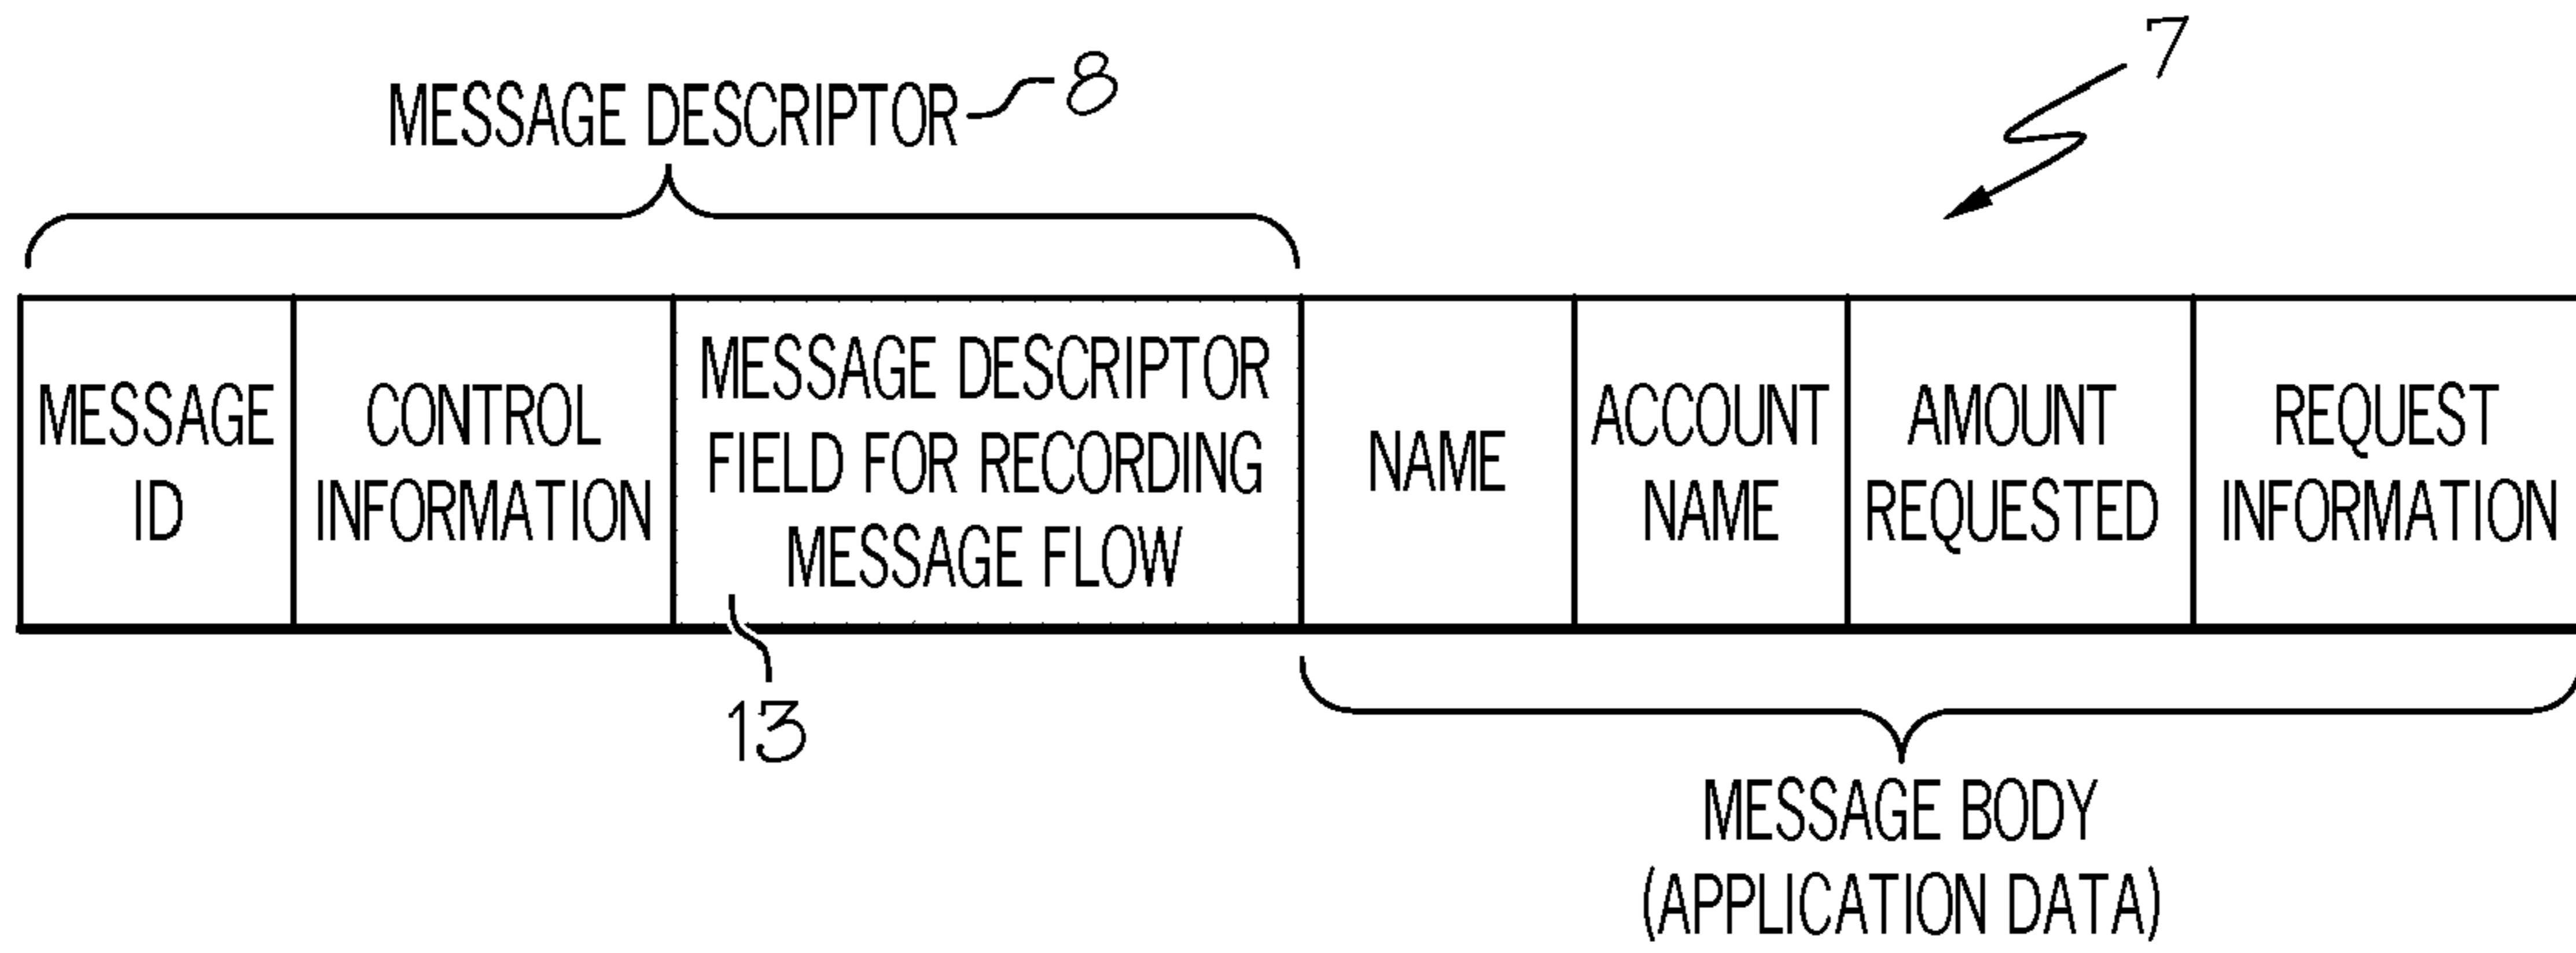 7
MESSAGE DESCRIPTOR 8
MESSAGE
ID
CONTROL
INFORMATION
MESSAGE DESCRIPTOR
FIELD FOR RECORDING
MESSAGE FLOW
NAME
ACCOUNT
NAME
AMOUNT
REQUESTED
REQUEST
INFORMATION
13
MESSAGE BODY
(APPLICATION DATA)